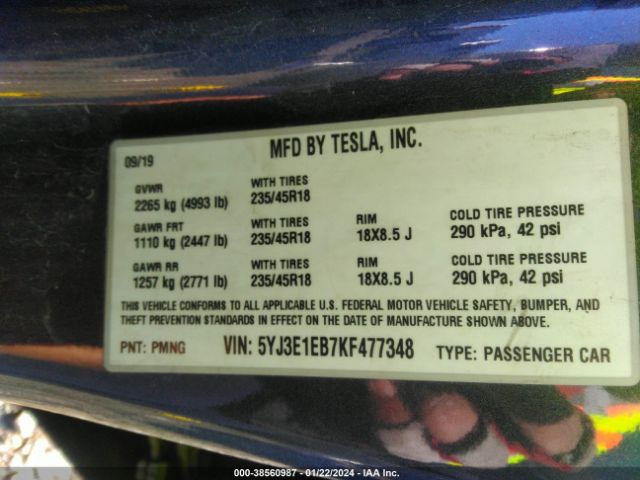 MFD BY TESLA, INC.
09/19
GVWR
2265 kg (4993 lb)
WITH TIRES
235/45R18
GAWR FRT
1110 kg (2447 lb)
WITH TIRES
235/45R18
RIM
18X8.5 J
COLD TIRE PRESSURE
290 kPa, 42 psi
GAWR RR
1257 kg (2771 lb)
WITH TIRES
235/45R18
RIM
18X8.5 J
COLD TIRE PRESSURE
290 kPa, 42 psi
THIS VEHICLE CONFORMS TO ALL APPLICABLE U.S. FEDERAL MOTOR VEHICLE SAFETY, BUMPER, AND
THEFT PREVENTION STANDARDS IN EFFECT ON THE DATE OF MANUFACTURE SHOWN ABOVE.
PNT: PMNG
VIN: 5YJ3E1EB7KF477348
TYPE: PASSENGER CAR
000-38560987 - 01/22/2024 - IAA Inc.